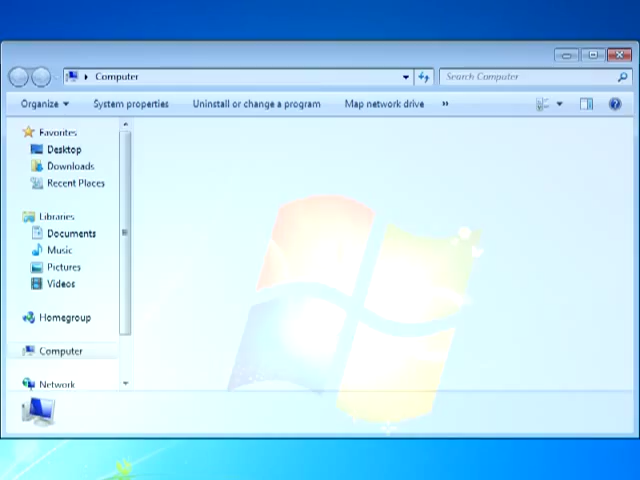 Computer
Search Computer
Organize
System properties
Uninstall or change a program
Map network drive
»
Favorites
Desktop
Downloads
Recent Places
Libraries
Documents
Music
Pictures
Videos
Homegroup
Computer
Network